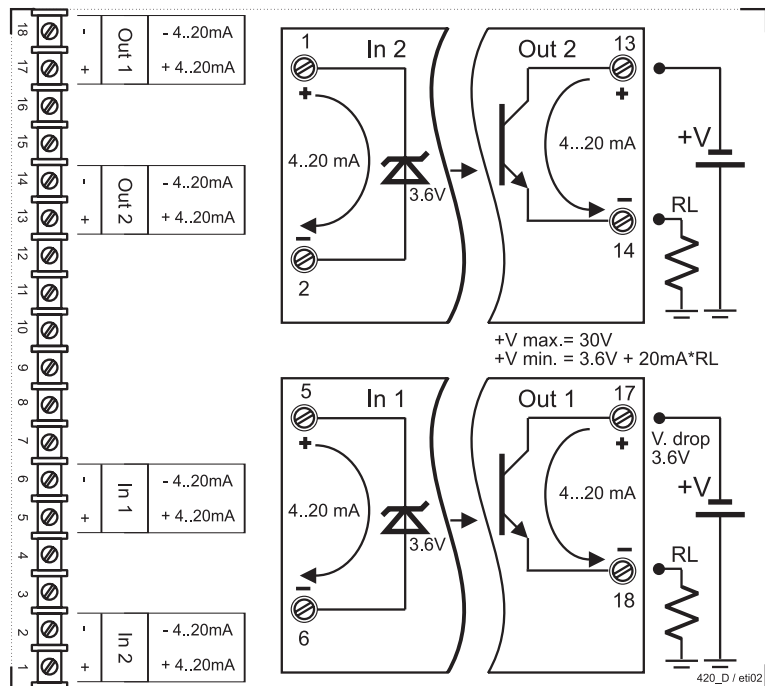 18 - Out 1 - 4..20mA
17 + + 4..20mA
16
15
14 - Out 2 - 4..20mA
13 + + 4..20mA
12
11
10
9
8
7
6 - In 1 - 4..20mA
5 + + 4..20mA
4
3
2 - In 2 - 4..20mA
1 + + 4..20mA
1 In 2 Out 2 13
+ +
4..20 mA 3.6V 4...20 mA +V
- - RL
2 14
+V max.= 30V
+V min. = 3.6V + 20mA*RL
5 In 1 Out 1 17
+ + V. drop
3.6V
4..20 mA 3.6V 4...20 mA +V
- - RL
6 18
420_D / eti02